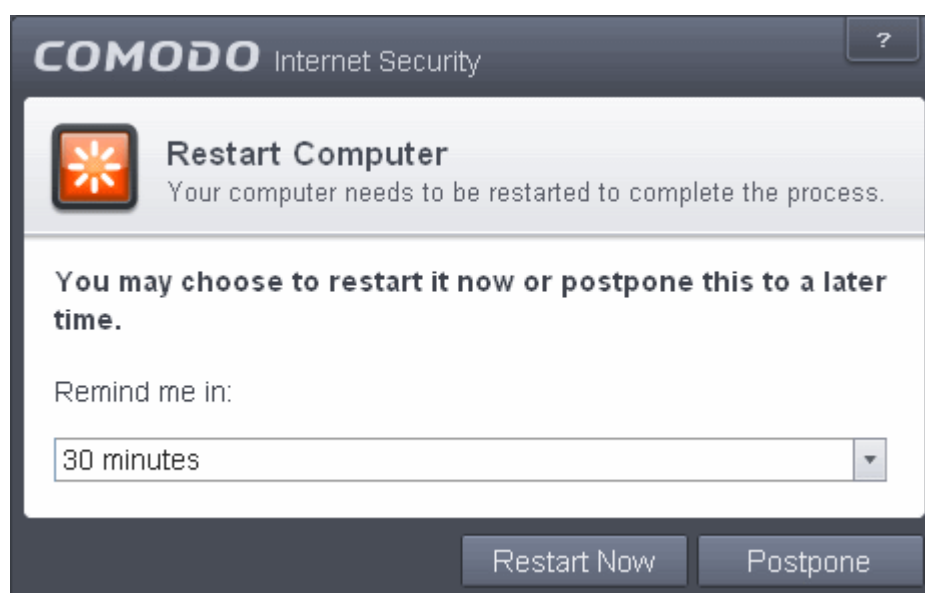 COMODO Internet Security
?
Restart Computer
Your computer needs to be restarted to complete the process.
You may choose to restart it now or postpone this to a later
time.
Remind me in:
30 minutes
Restart Now
Postpone